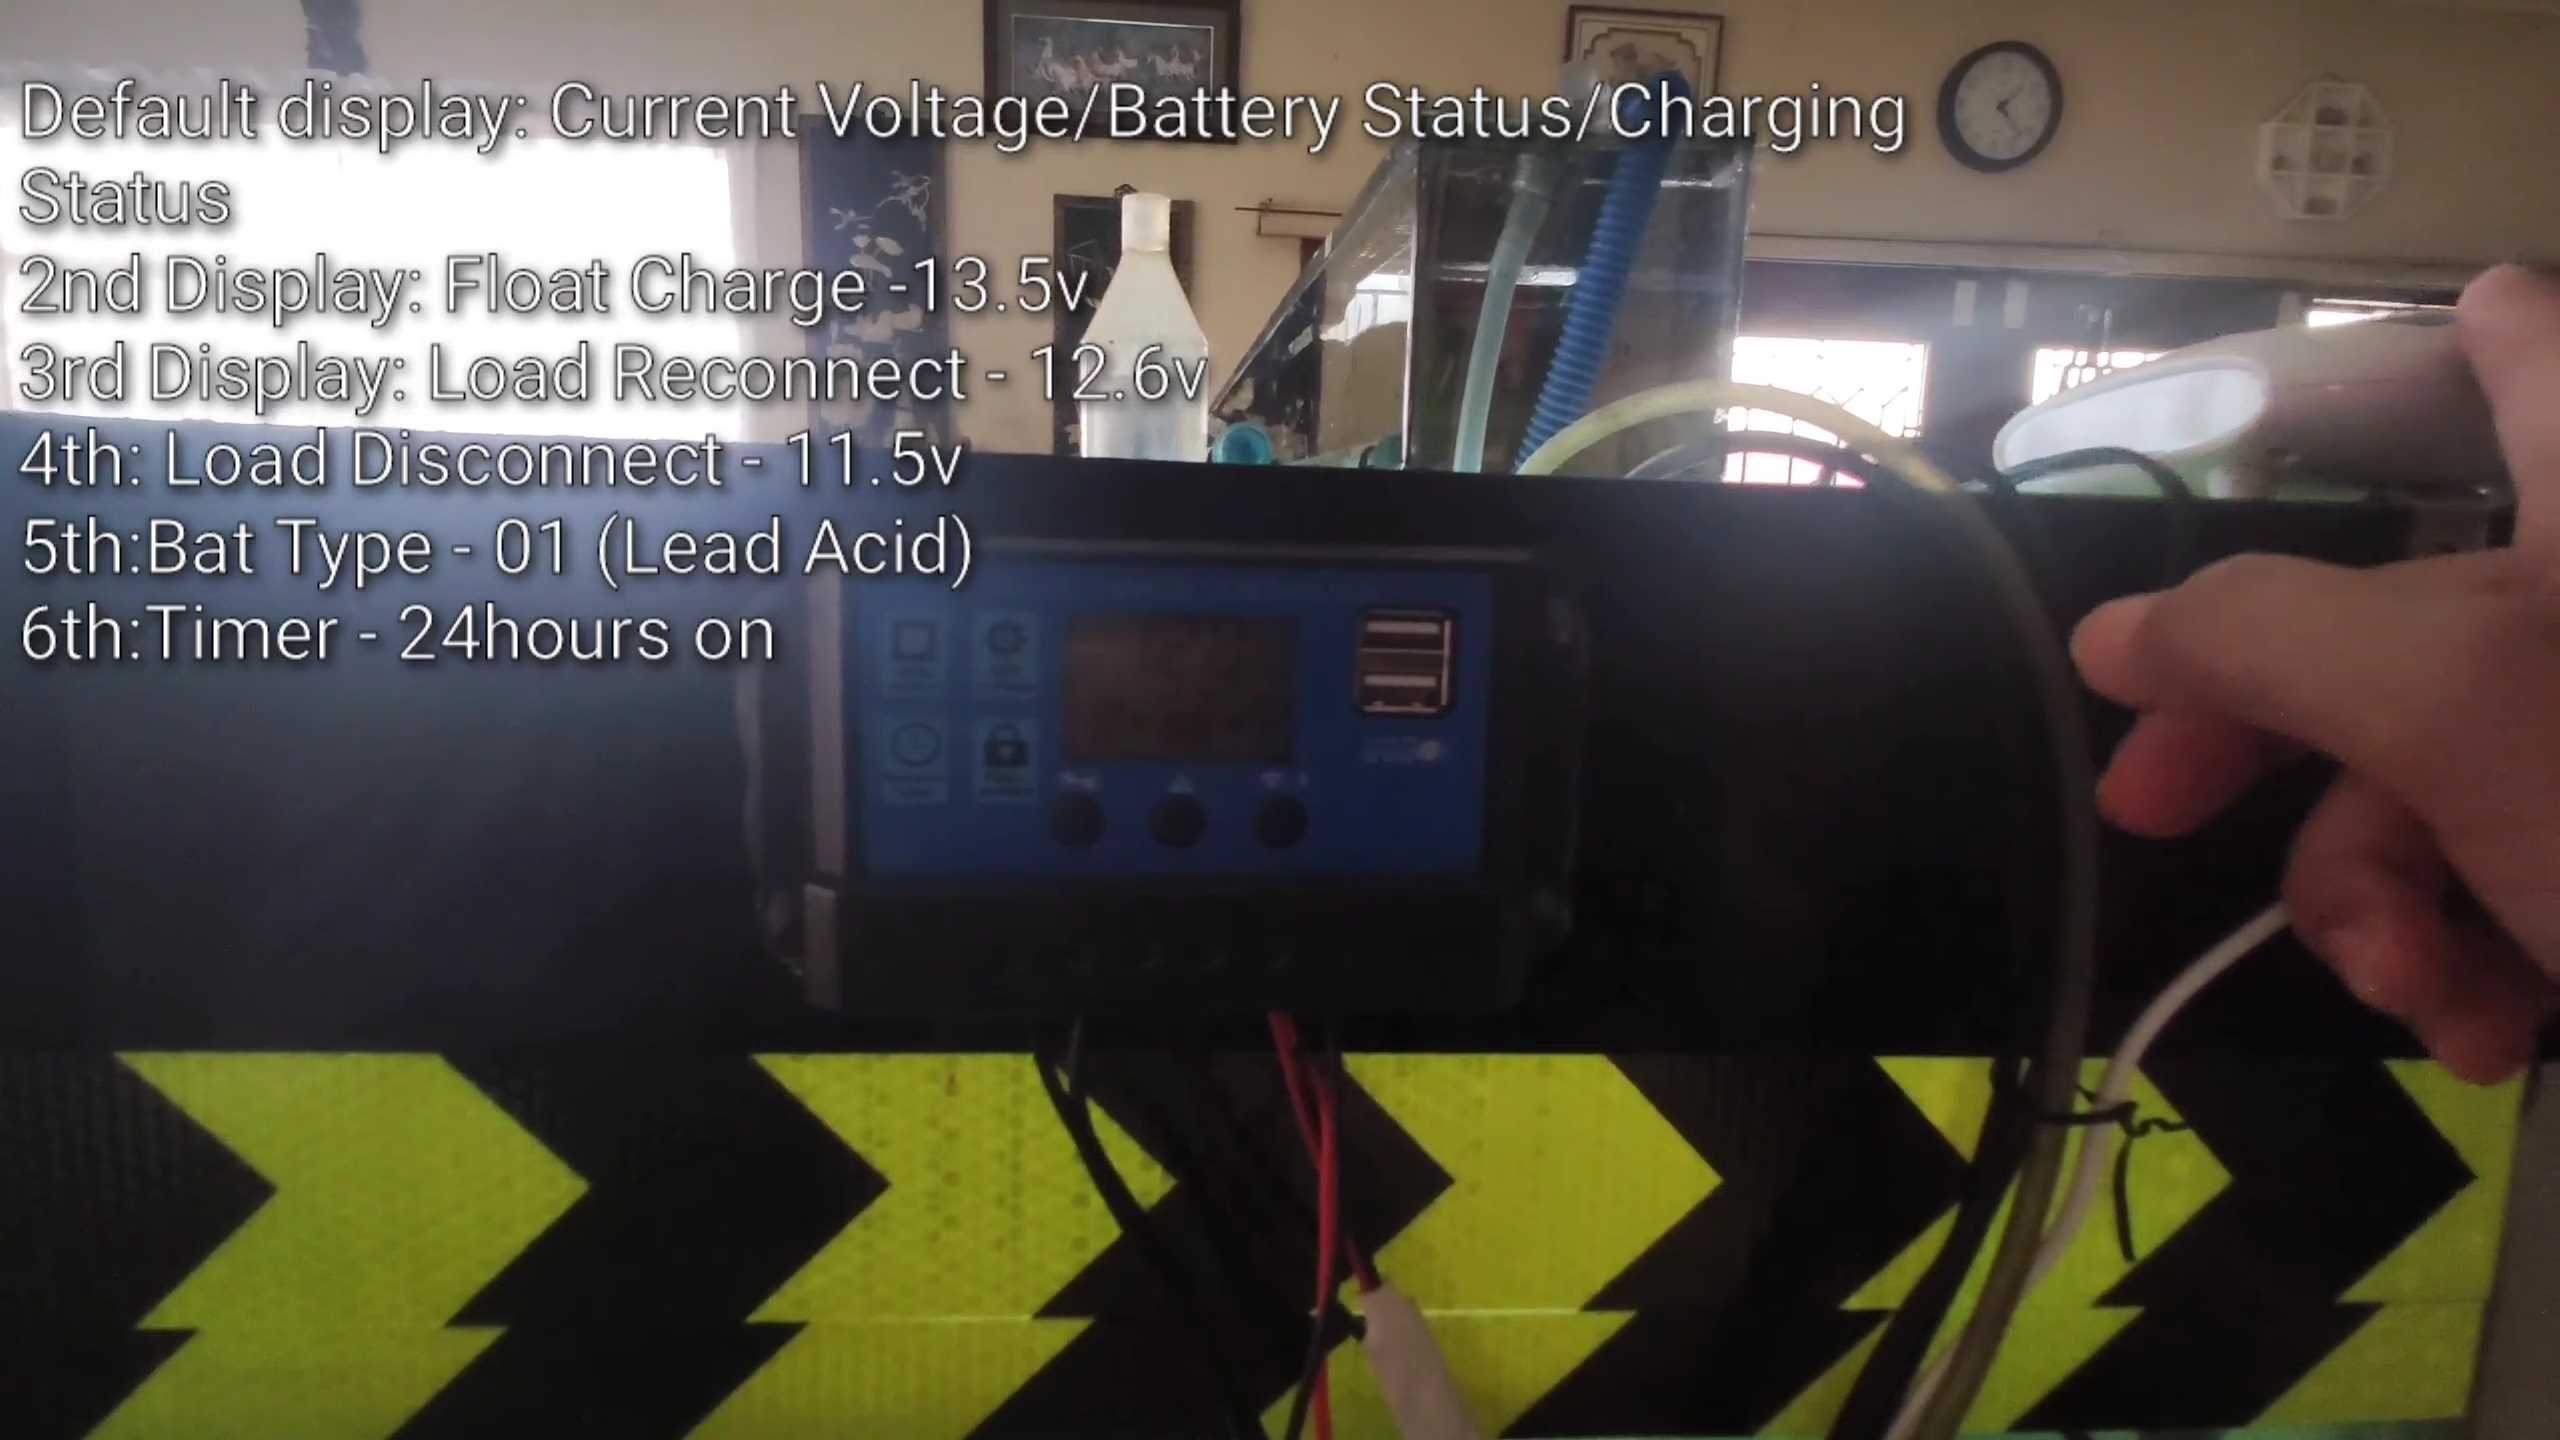 Default display: Current Voltage/Battery Status/Charging
Status
2nd Display: Float Charge -13.5v
3rd Display: Load Reconnect - 12.6v
4th: Load Disconnect - 11.5v
5th:Bat Type - 01 (Lead Acid)
6th:Timer - 24hours on